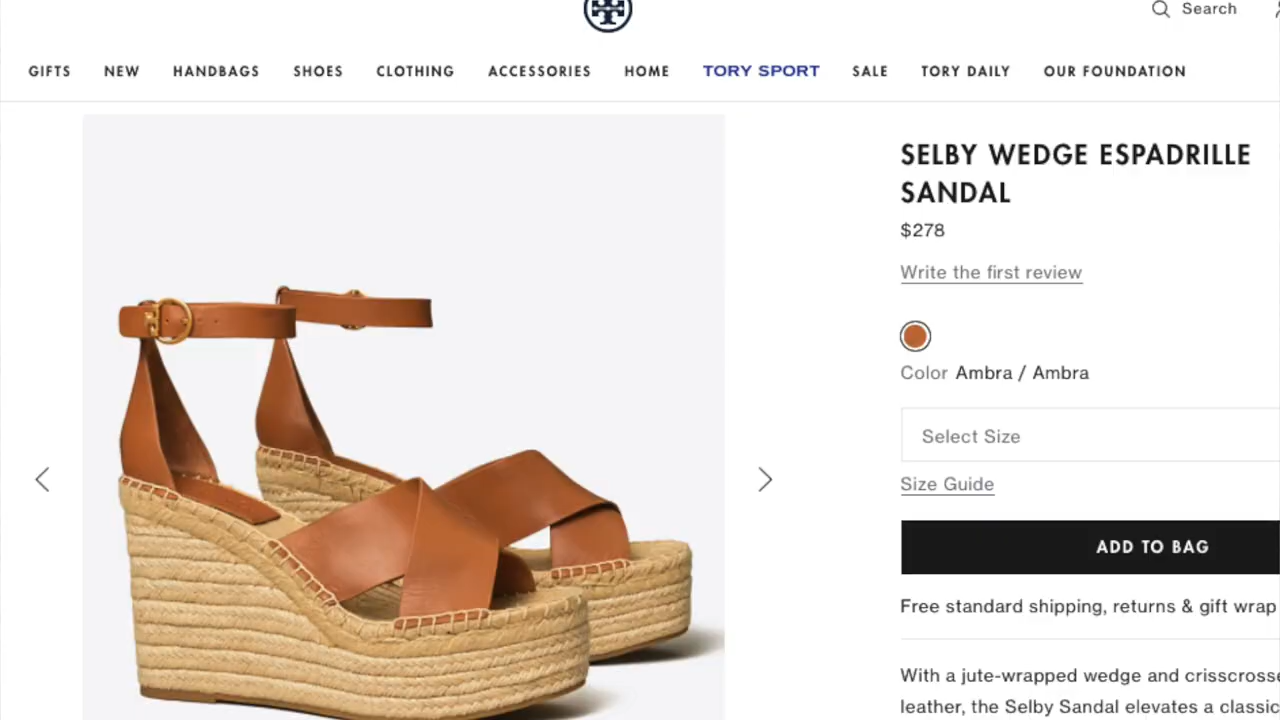 Search
GIFTS NEW HANDBAGS SHOES CLOTHING ACCESSORIES HOME TORY SPORT SALE TORY DAILY OUR FOUNDATION
SELBY WEDGE ESPADRILLE
SANDAL
$278
Write the first review
Color Ambra / Ambra
Select Size
Size Guide
ADD TO BAG
Free standard shipping, returns & gift wrap
With a jute-wrapped wedge and crisscrosse
leather, the Selby Sandal elevates a classic